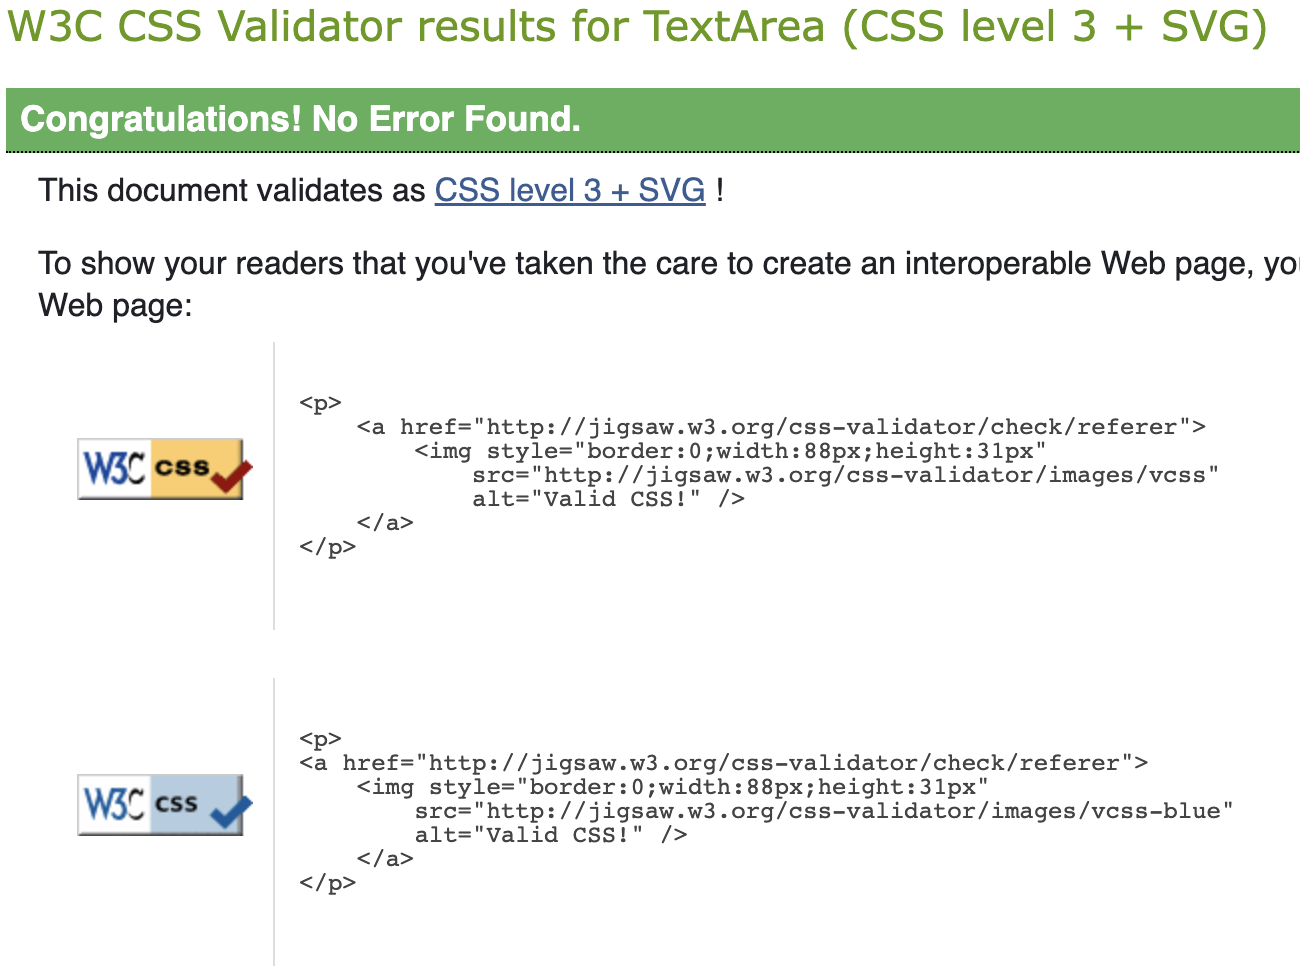 W3C CSS Validator results for TextArea (CSS level 3 + SVG)
Congratulations! No Error Found.
This document validates as CSS level 3 + SVG !
To show your readers that you've taken the care to create an interoperable Web page, you
Web page:
W3C css
<p>
<a href="http://jigsaw.w3.org/css-validator/check/referer">
<img style="border:0;width:88px;height:31px"
src="http://jigsaw.w3.org/css-validator/images/vcss"
alt="Valid CSS!" />
</a>
</p>
W3C css
<p>
<a href="http://jigsaw.w3.org/css-validator/check/referer">
<img style="border:0;width:88px;height:31px"
src="http://jigsaw.w3.org/css-validator/images/vcss-blue"
alt="Valid CSS!" />
</a>
</p>